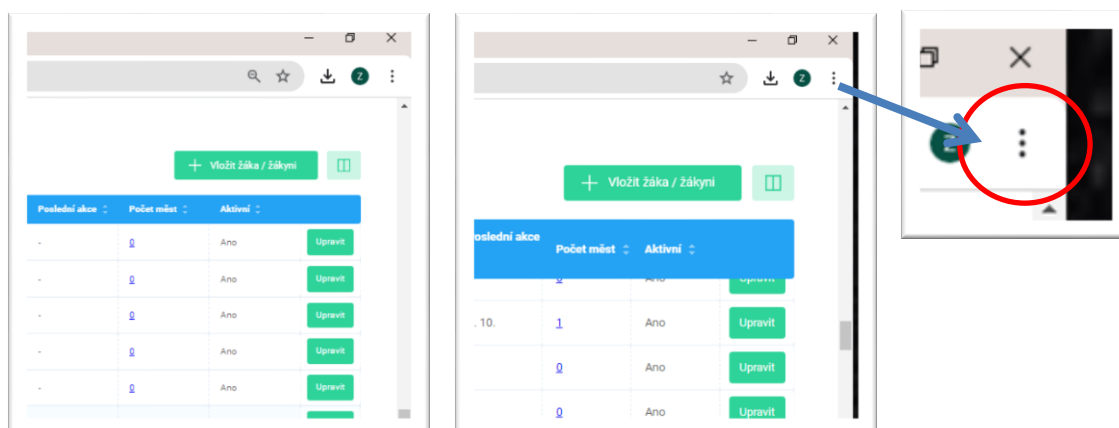 Z
Vložit žáka / žákyni
Poslední akce Počet měst Aktivní
- 0 Ano Upravit
- 0 Ano Upravit
- 0 Ano Upravit
- 0 Ano Upravit
- 0 Ano Upravit
Z
Vložit žáka / žákyni
oslední akce
Počet měst Aktivní
0 Ano Upravit
. 10. 1 Ano Upravit
0 Ano Upravit
0 Ano Upravit